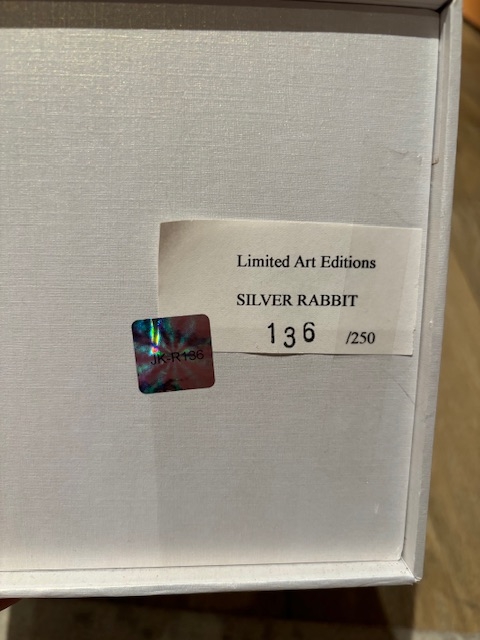 Limited Art Editions
SILVER RABBIT
136 /250
JK-R136